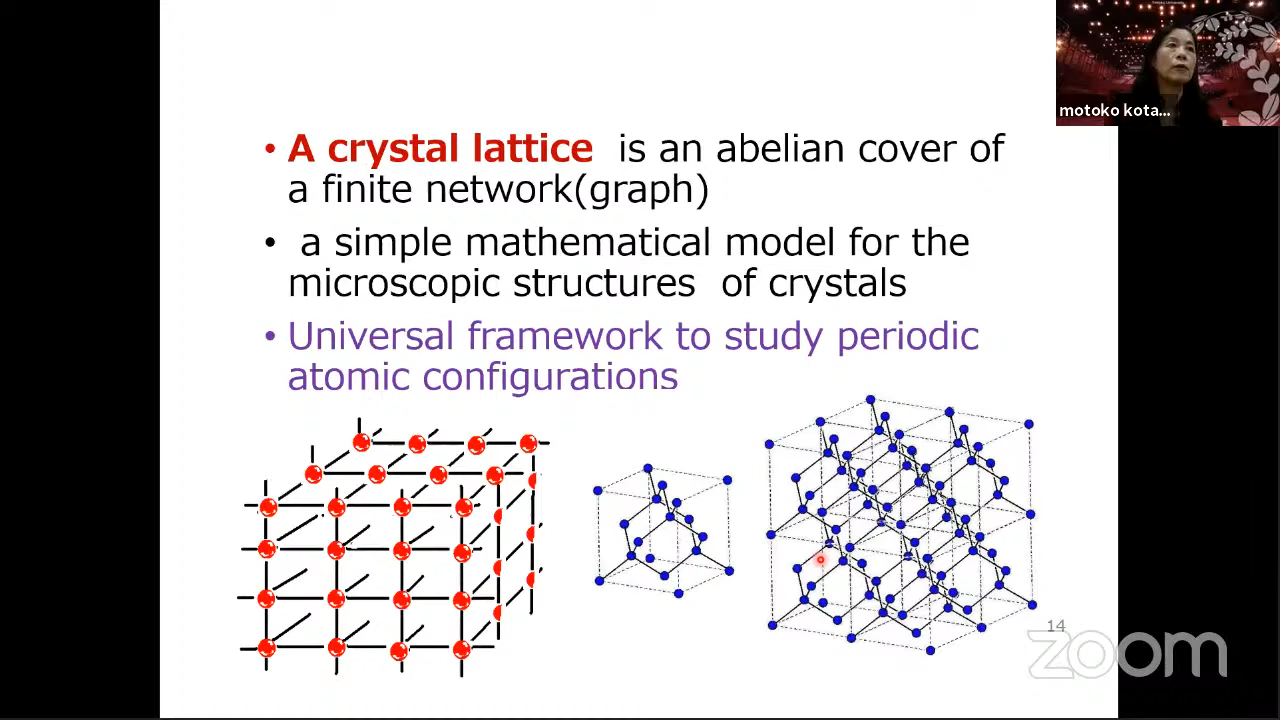 • A crystal lattice is an abelian cover of
a finite network(graph)
• a simple mathematical model for the
microscopic structures of crystals
• Universal framework to study periodic
atomic configurations
14
zoom
motoko kota...